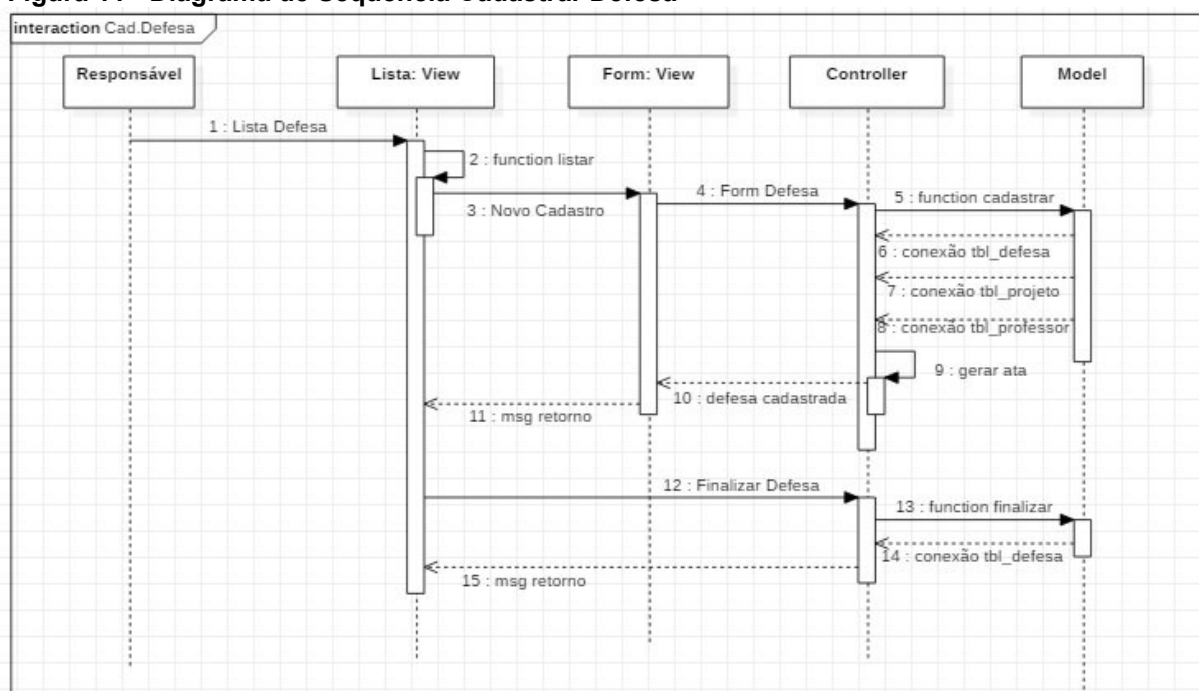 interaction Cad.Defesa
Responsável
Lista: View
Form: View
Controller
Model
1 : Lista Defesa
2 : function listar
3 : Novo Cadastro
4 : Form Defesa
5 : function cadastrar
6 : conexão tbl_defesa
7 : conexão tbl_projeto
8 : conexão tbl_professor
9 : gerar ata
10 : defesa cadastrada
11 : msg retorno
12 : Finalizar Defesa
13 : function finalizar
14 : conexão tbl_defesa
15 : msg retorno